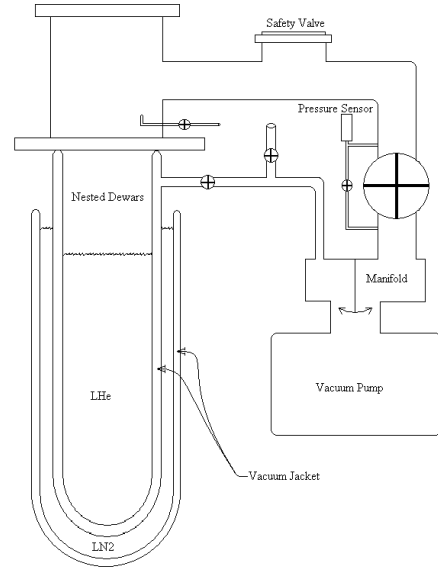 Safety Valve
Pressure Sensor
Nested Dewars
Manifold
Vacuum Pump
LHe
Vacuum Jacket
LN2